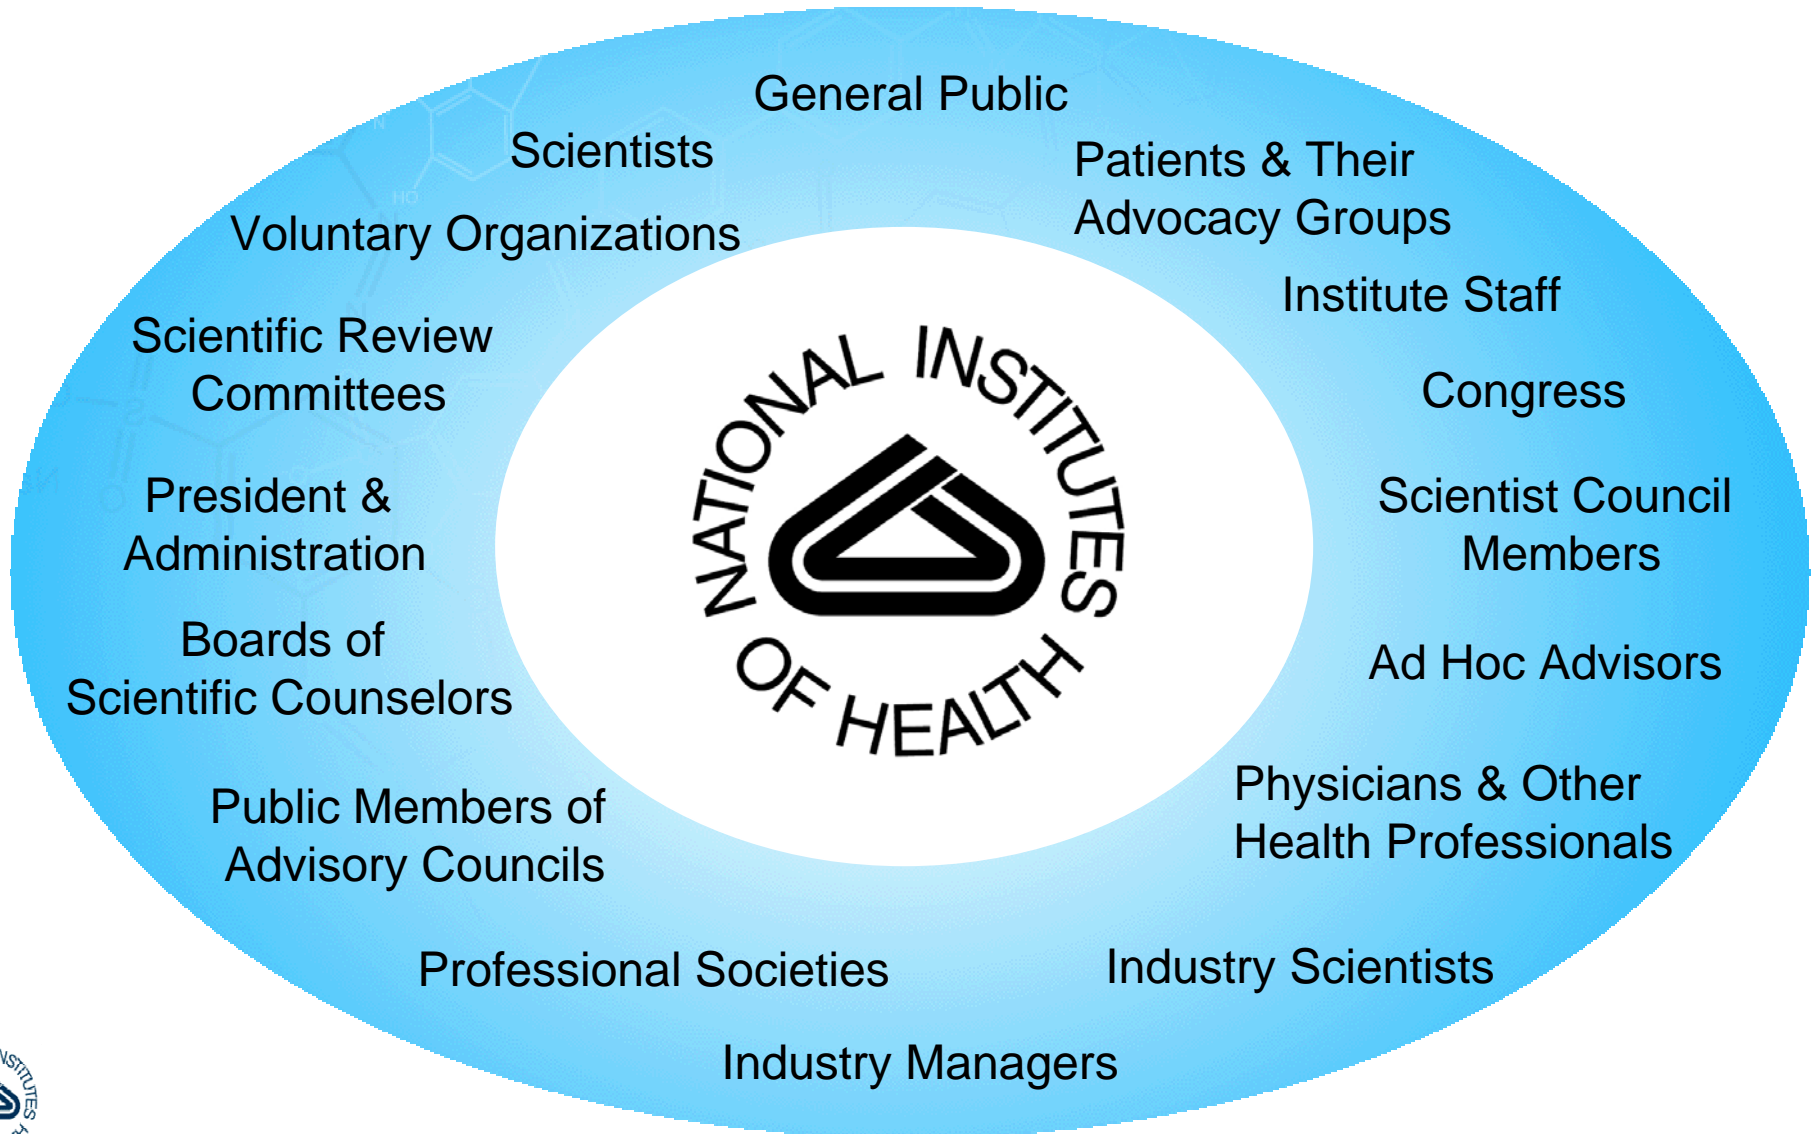 General Public
Scientists
Patients & Their
Advocacy Groups
Voluntary Organizations
Institute Staff
Scientific Review
Committees
Congress
President &
Administration
Scientist Council
Members
Boards of
Scientific Counselors
Ad Hoc Advisors
Public Members of
Advisory Councils
Physicians & Other
Health Professionals
Professional Societies
Industry Scientists
Industry Managers
NATIONAL INSTITUTES
OF HEALTH
HO
N
S
O